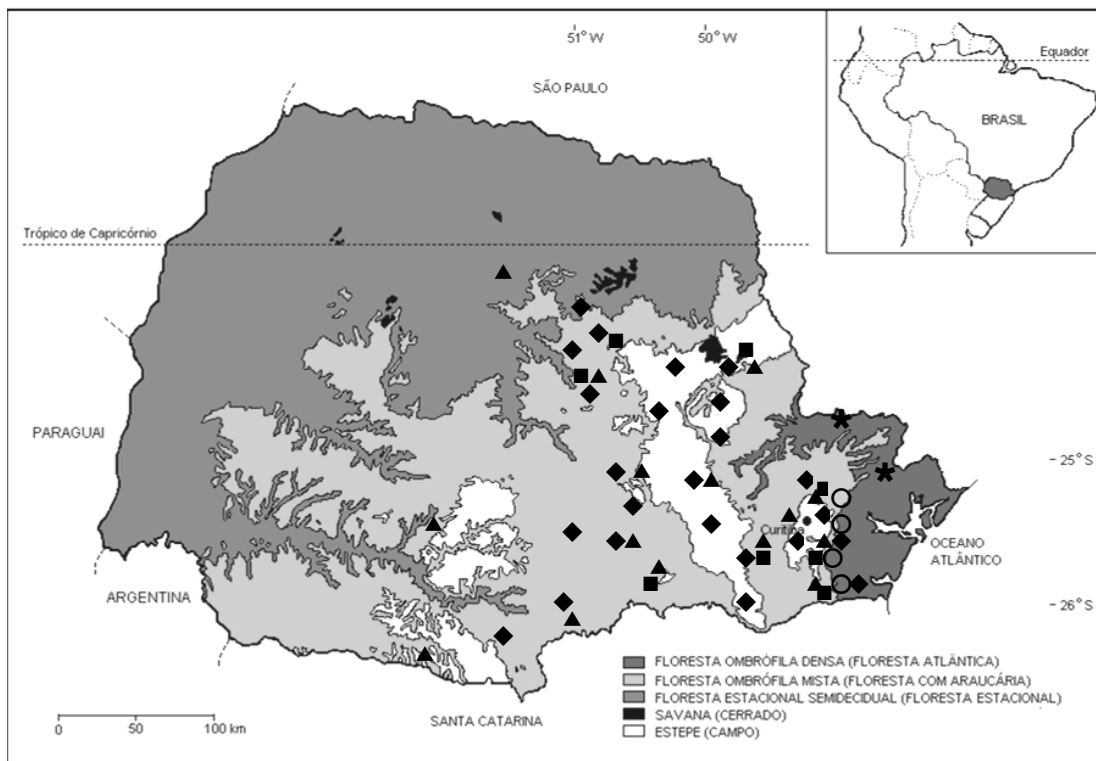 51° W
50° W
Equador
SÃO PAULO
BRASIL
Trópico de Capricórnio
PARAGUAI
25° S
Curitiba
OCEANO
ATLÂNTICO
ARGENTINA
26° S
FLORESTA OMBRÓFILA DENSA (FLORESTA ATLÂNTICA)
FLORESTA OMBRÓFILA MISTA (FLORESTA COM ARAUCÁRIA)
FLORESTA ESTACIONAL SEMIDECIDUAL (FLORESTA ESTACIONAL)
SAVANA (CERRADO)
ESTEPE (CAMPO)
SANTA CATARINA
0 50 100 km